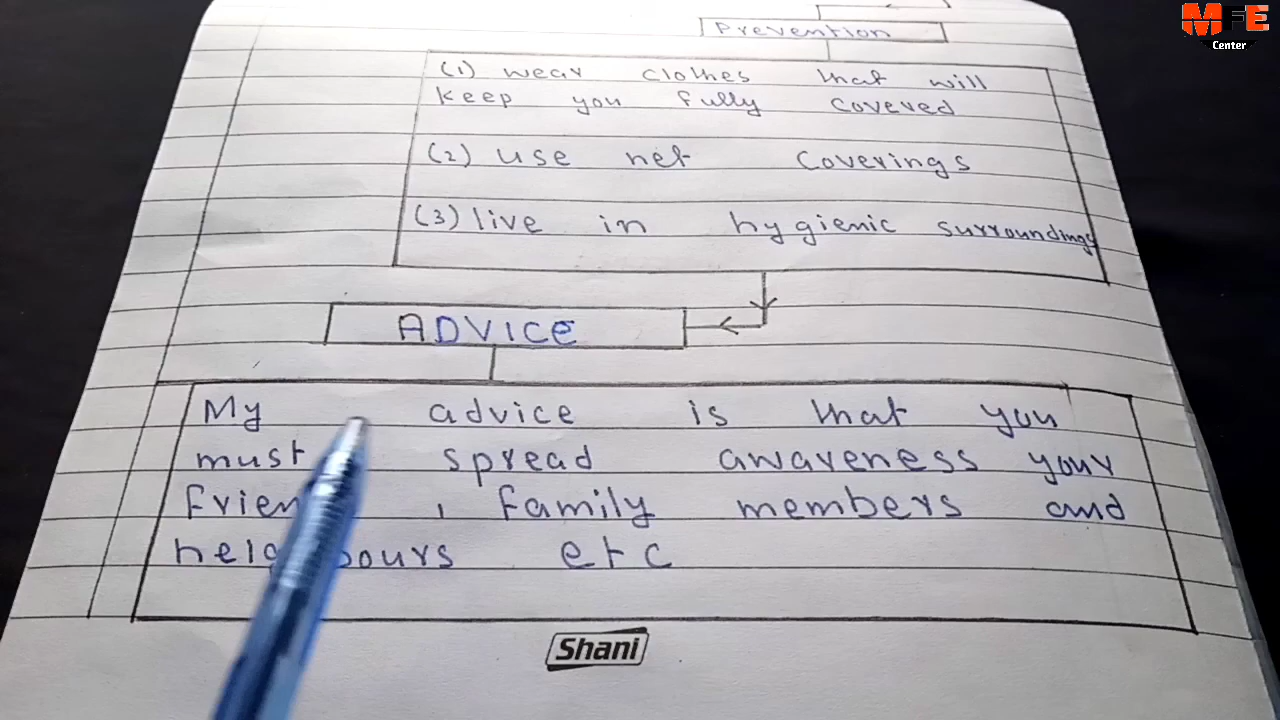 MFE
Center
Prevention
(1) wear clothes that will
keep you fully covered
(2) use net coverings
(3) live in hygienic surroundings
ADVICE
My advice is that you
must spread awareness your
, family members and
etc
Shani